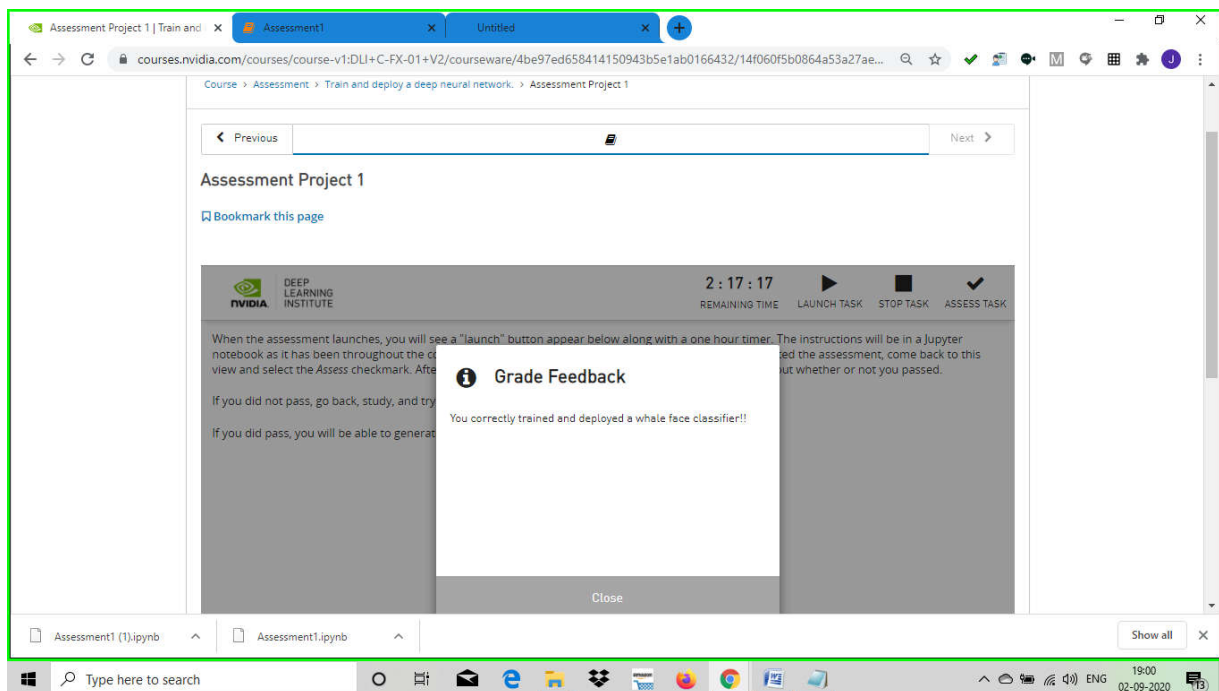 Assessment Project 1 | Train and
Assessment1
Untitled
courses.nvidia.com/courses/course-v1:DLI+C-FX-01+V2/courseware/4be97ed658414150943b5e1ab0166432/14f060f5b0864a53a27ae...
Course > Assessment > Train and deploy a deep neural network. > Assessment Project 1
Previous
Next
Assessment Project 1
Bookmark this page
NVIDIA.
DEEP
LEARNING
INSTITUTE
2 : 17 : 17
REMAINING TIME
LAUNCH TASK
STOP TASK
ASSESS TASK
When the assessment launches, you will see a "launch" button appear below along with a one hour timer. The instructions will be in a Jupyter
notebook as it has been throughout the ed the assessment, come back to this
view and select the Assess checkmark. Afte ut whether or not you passed.
If you did not pass, go back, study, and try
If you did pass, you will be able to generat
Grade Feedback
You correctly trained and deployed a whale face classifier!!
Close
Assessment1 (1).ipynb
Assessment1.ipynb
Show all
Type here to search
ENG
19:00
02-09-2020
13